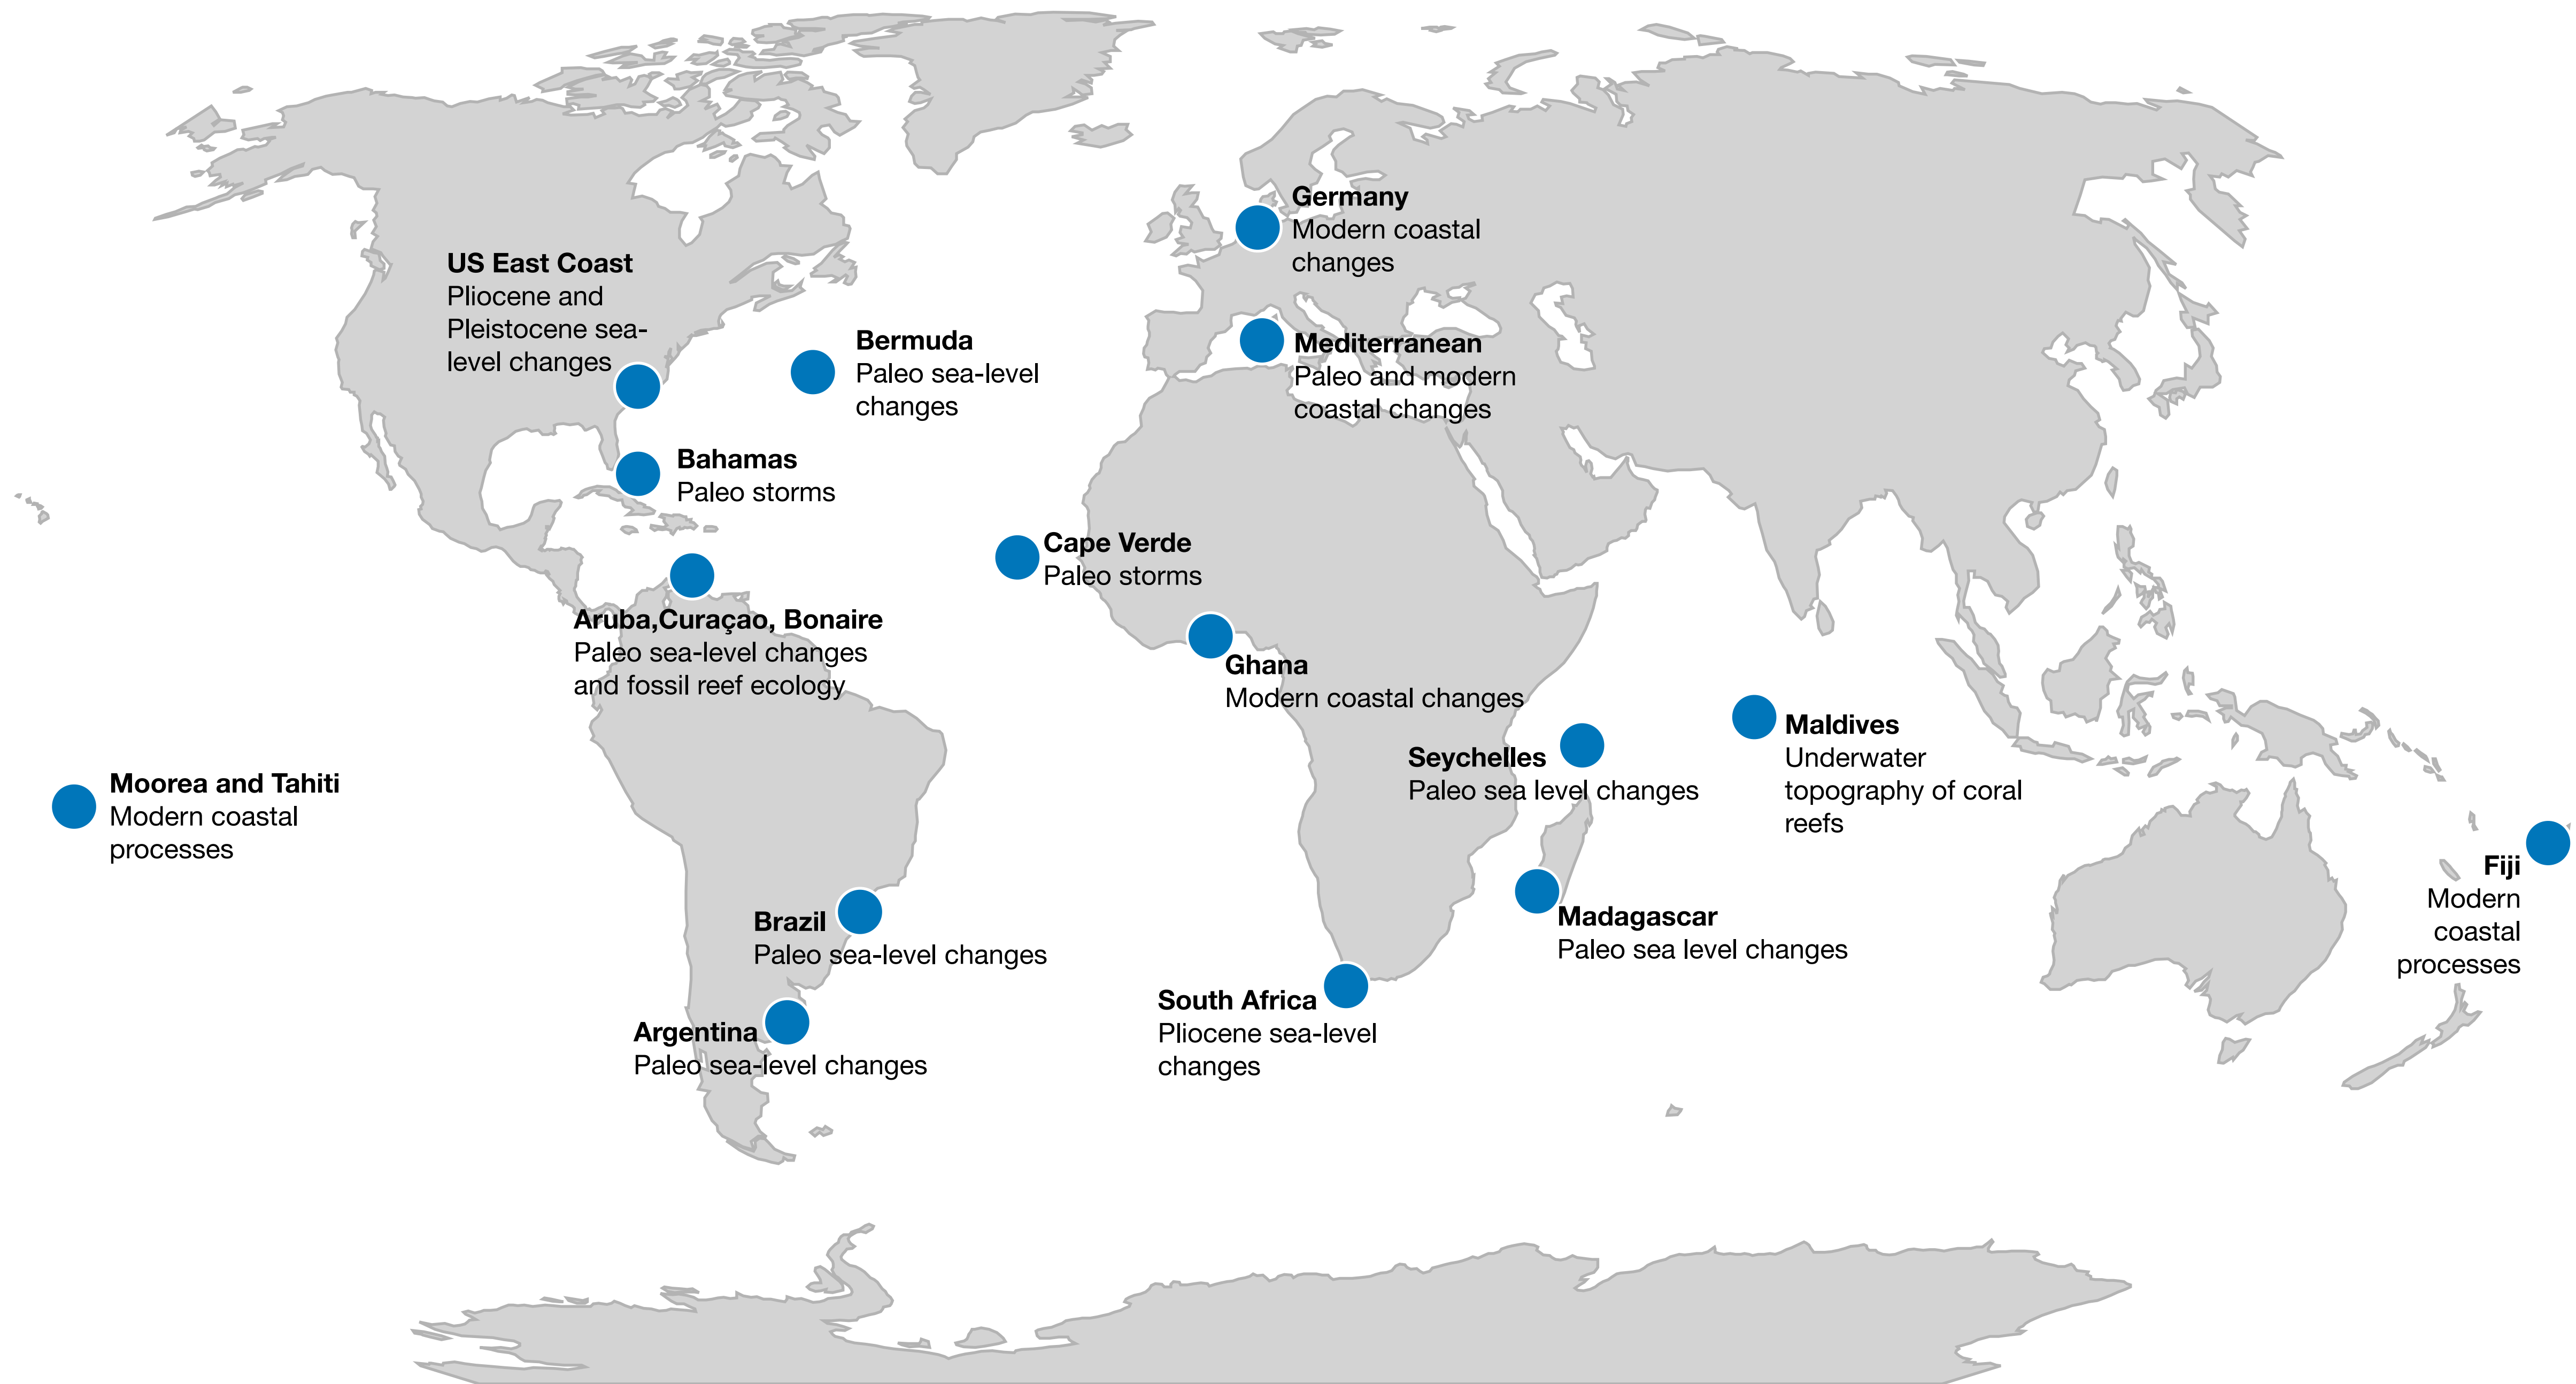 Germany
Modern coastal
changes
US East Coast
Pliocene and
Pleistocene sea-
level changes
Bermuda
Paleo sea-level
changes
Mediterranean
Paleo and modern
coastal changes
Bahamas
Paleo storms
Cape Verde
Paleo storms
Aruba,Curaçao, Bonaire
Paleo sea-level changes
and fossil reef ecology
Ghana
Modern coastal changes
Seychelles
Paleo sea level changes
Maldives
Underwater
topography of coral
reefs
Moorea and Tahiti
Modern coastal
processes
Fiji
Modern
coastal
processes
Brazil
Paleo sea-level changes
Madagascar
Paleo sea level changes
South Africa
Pliocene sea-level
changes
Argentina
Paleo sea-level changes